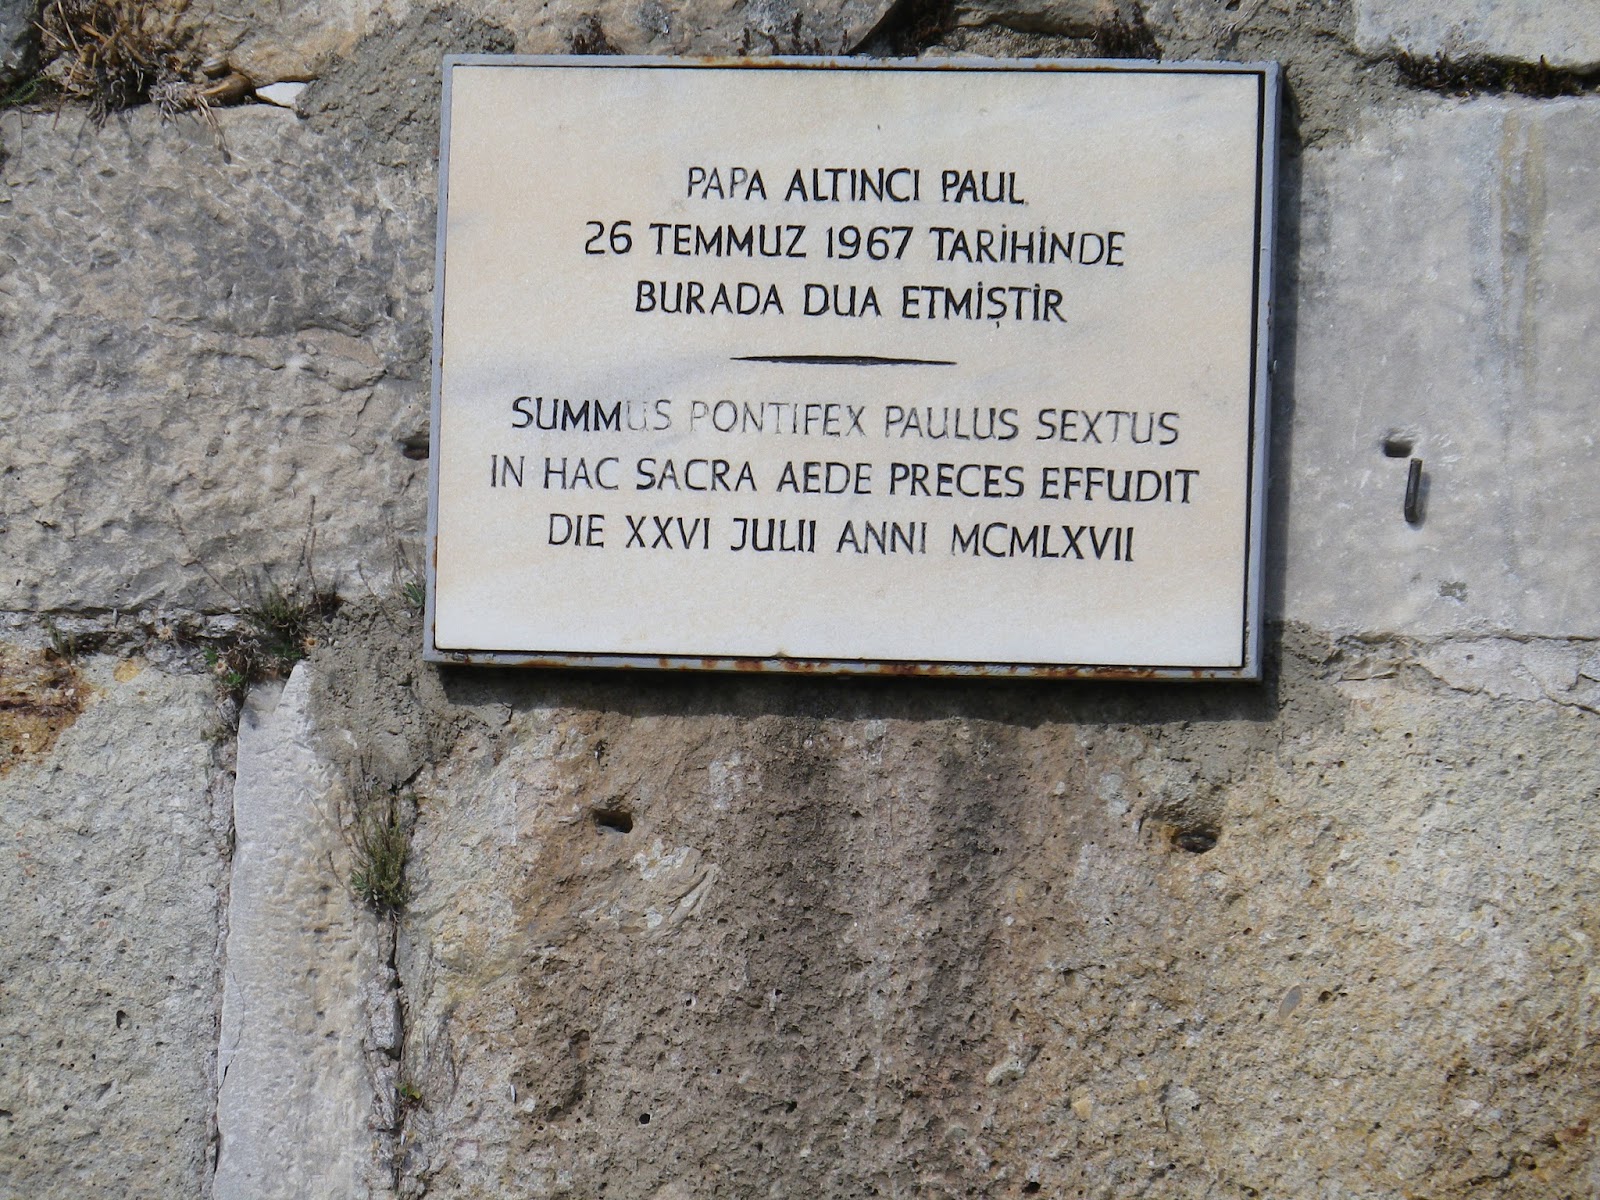 PAPA ALTINCI PAUL
26 TEMMUZ 1967 TARİHİNDE
BURADA DUA ETMİŞTİR
SUMMUS PONTIFEX PAULUS SEXTUS
IN HAC SACRA AEDE PRECES EFFUDIT
DIE XXVI JULII ANNI MCMLXVII